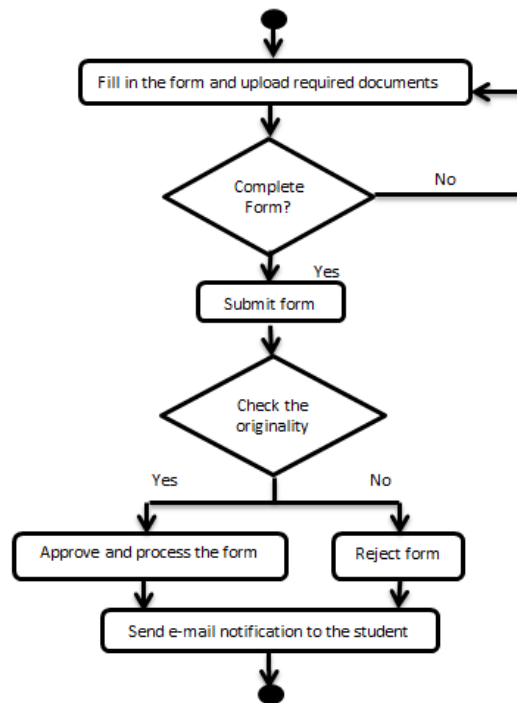 Fill in the form and upload required documents
Complete
Form?
No
Yes
Submit form
Check the
originality
Yes
No
Approve and process the form
Reject form
Send e-mail notification to the student